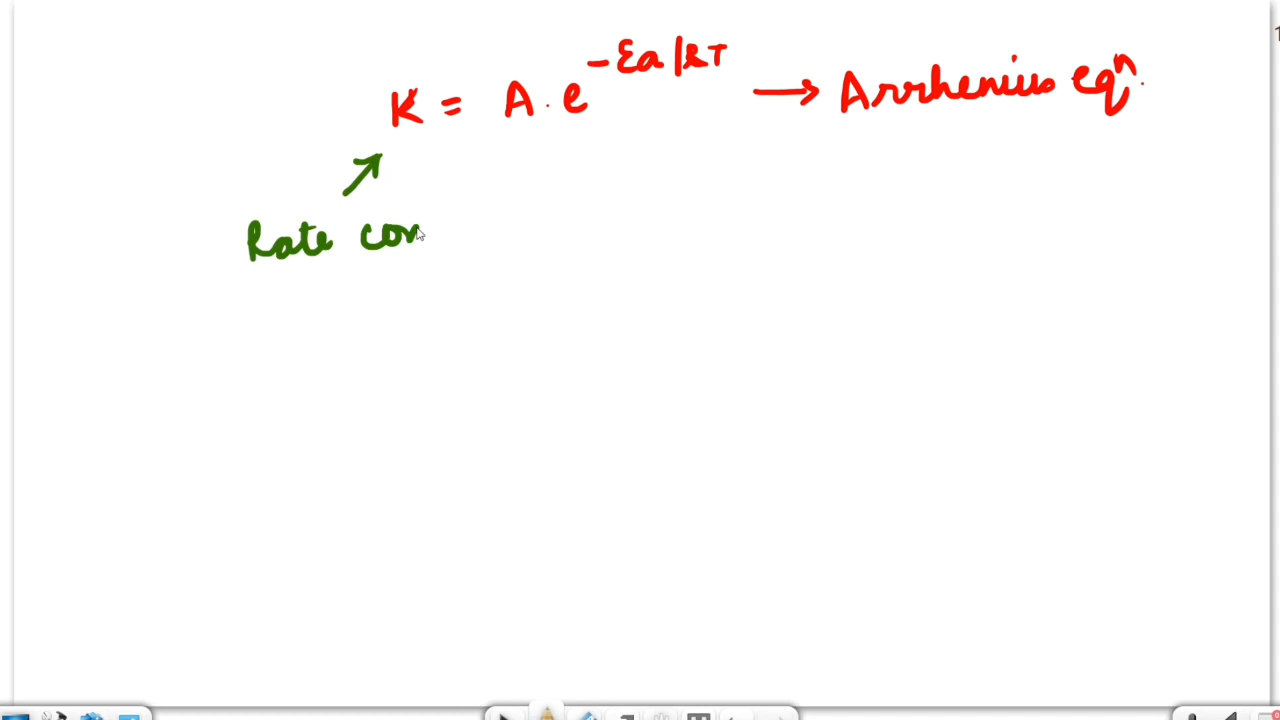 K = A . e^-Ea/RT → Arrhenius eqⁿ.
Rate con